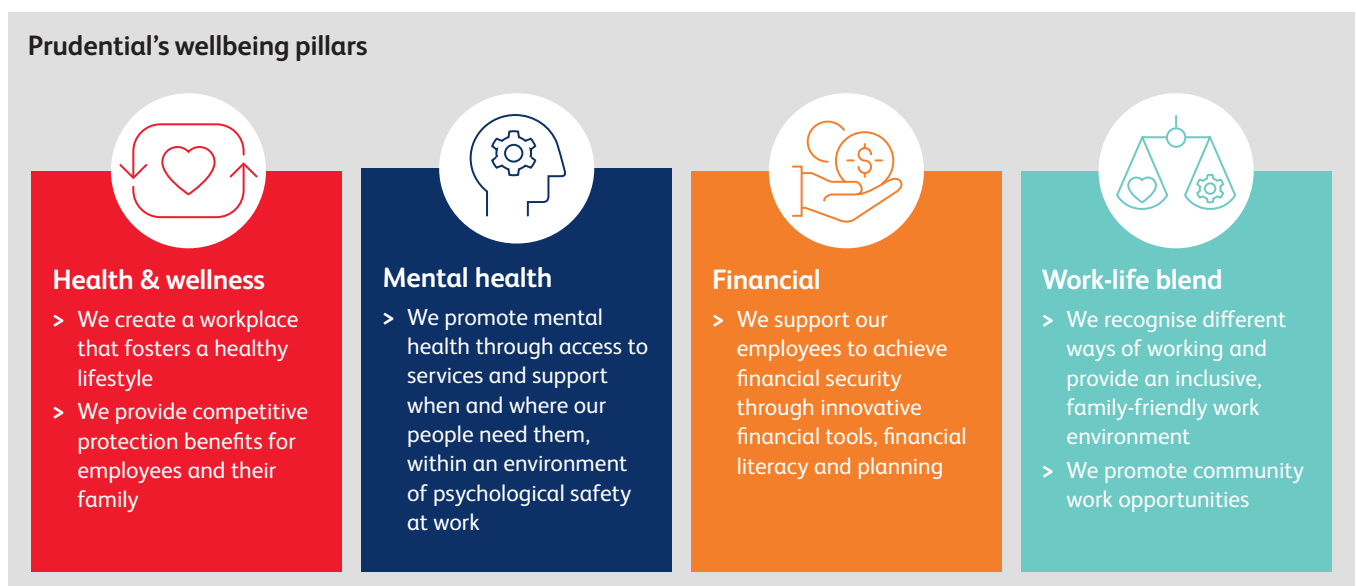 Prudential’s wellbeing pillars
Health & wellness
> We create a workplace
that fosters a healthy
lifestyle
> We provide competitive
protection benefits for
employees and their
family
Mental health
> We promote mental
health through access to
services and support
when and where our
people need them,
within an environment
of psychological safety
at work
$
Financial
> We support our
employees to achieve
financial security
through innovative
financial tools, financial
literacy and planning
Work-life blend
> We recognise different
ways of working and
provide an inclusive,
family-friendly work
environment
> We promote community
work opportunities